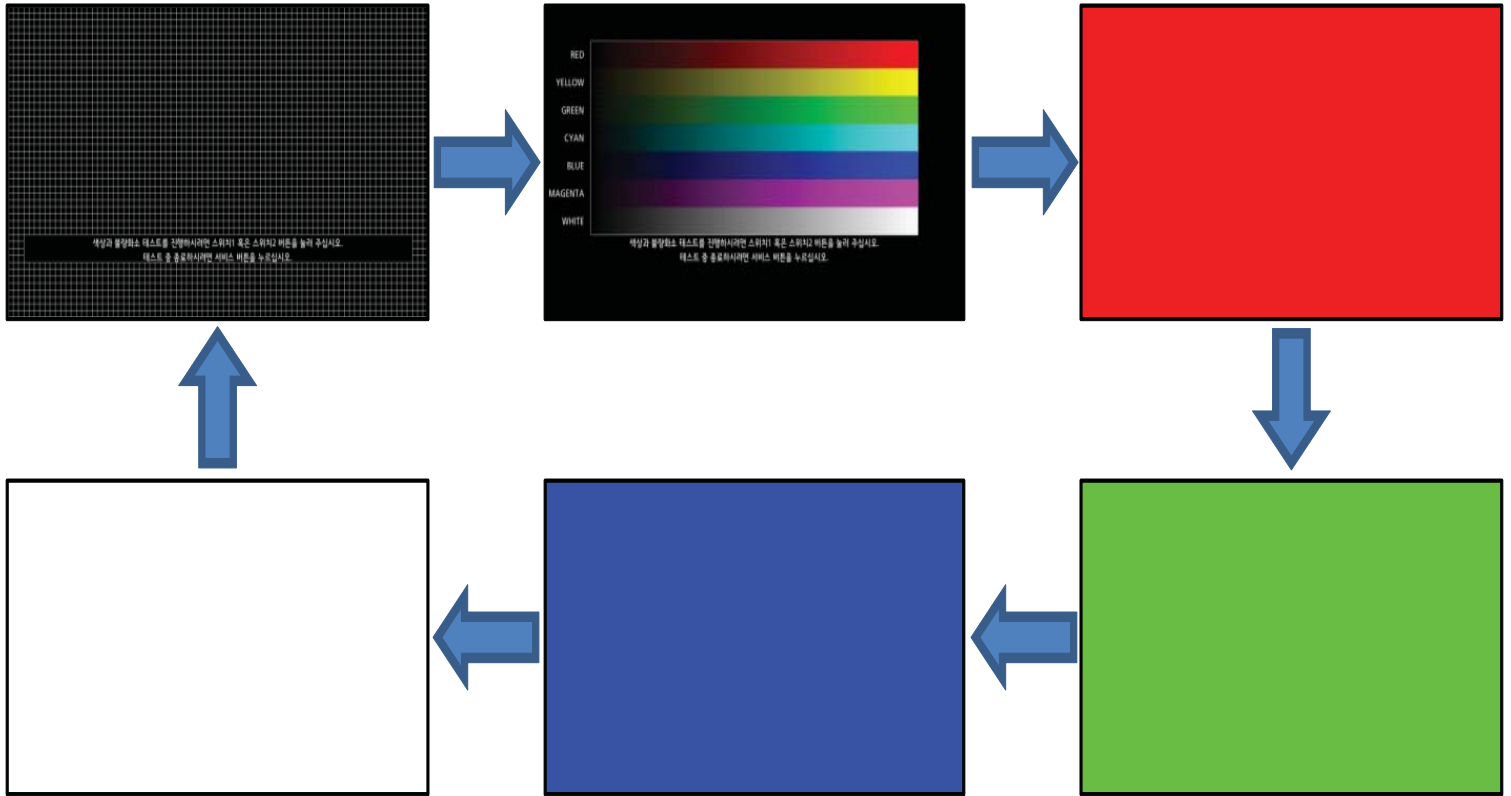 색상과 불량화소 테스트를 진행하시려면 스위치1 혹은 스위치2 버튼을 눌러 주십시오.
테스트 중 종료하시려면 서비스 버튼을 누르십시오.
RED
YELLOW
GREEN
CYAN
BLUE
MAGENTA
WHITE
색상과 불량화소 테스트를 진행하시려면 스위치1 혹은 스위치2 버튼을 눌러 주십시오.
테스트 중 종료하시려면 서비스 버튼을 누르십시오.